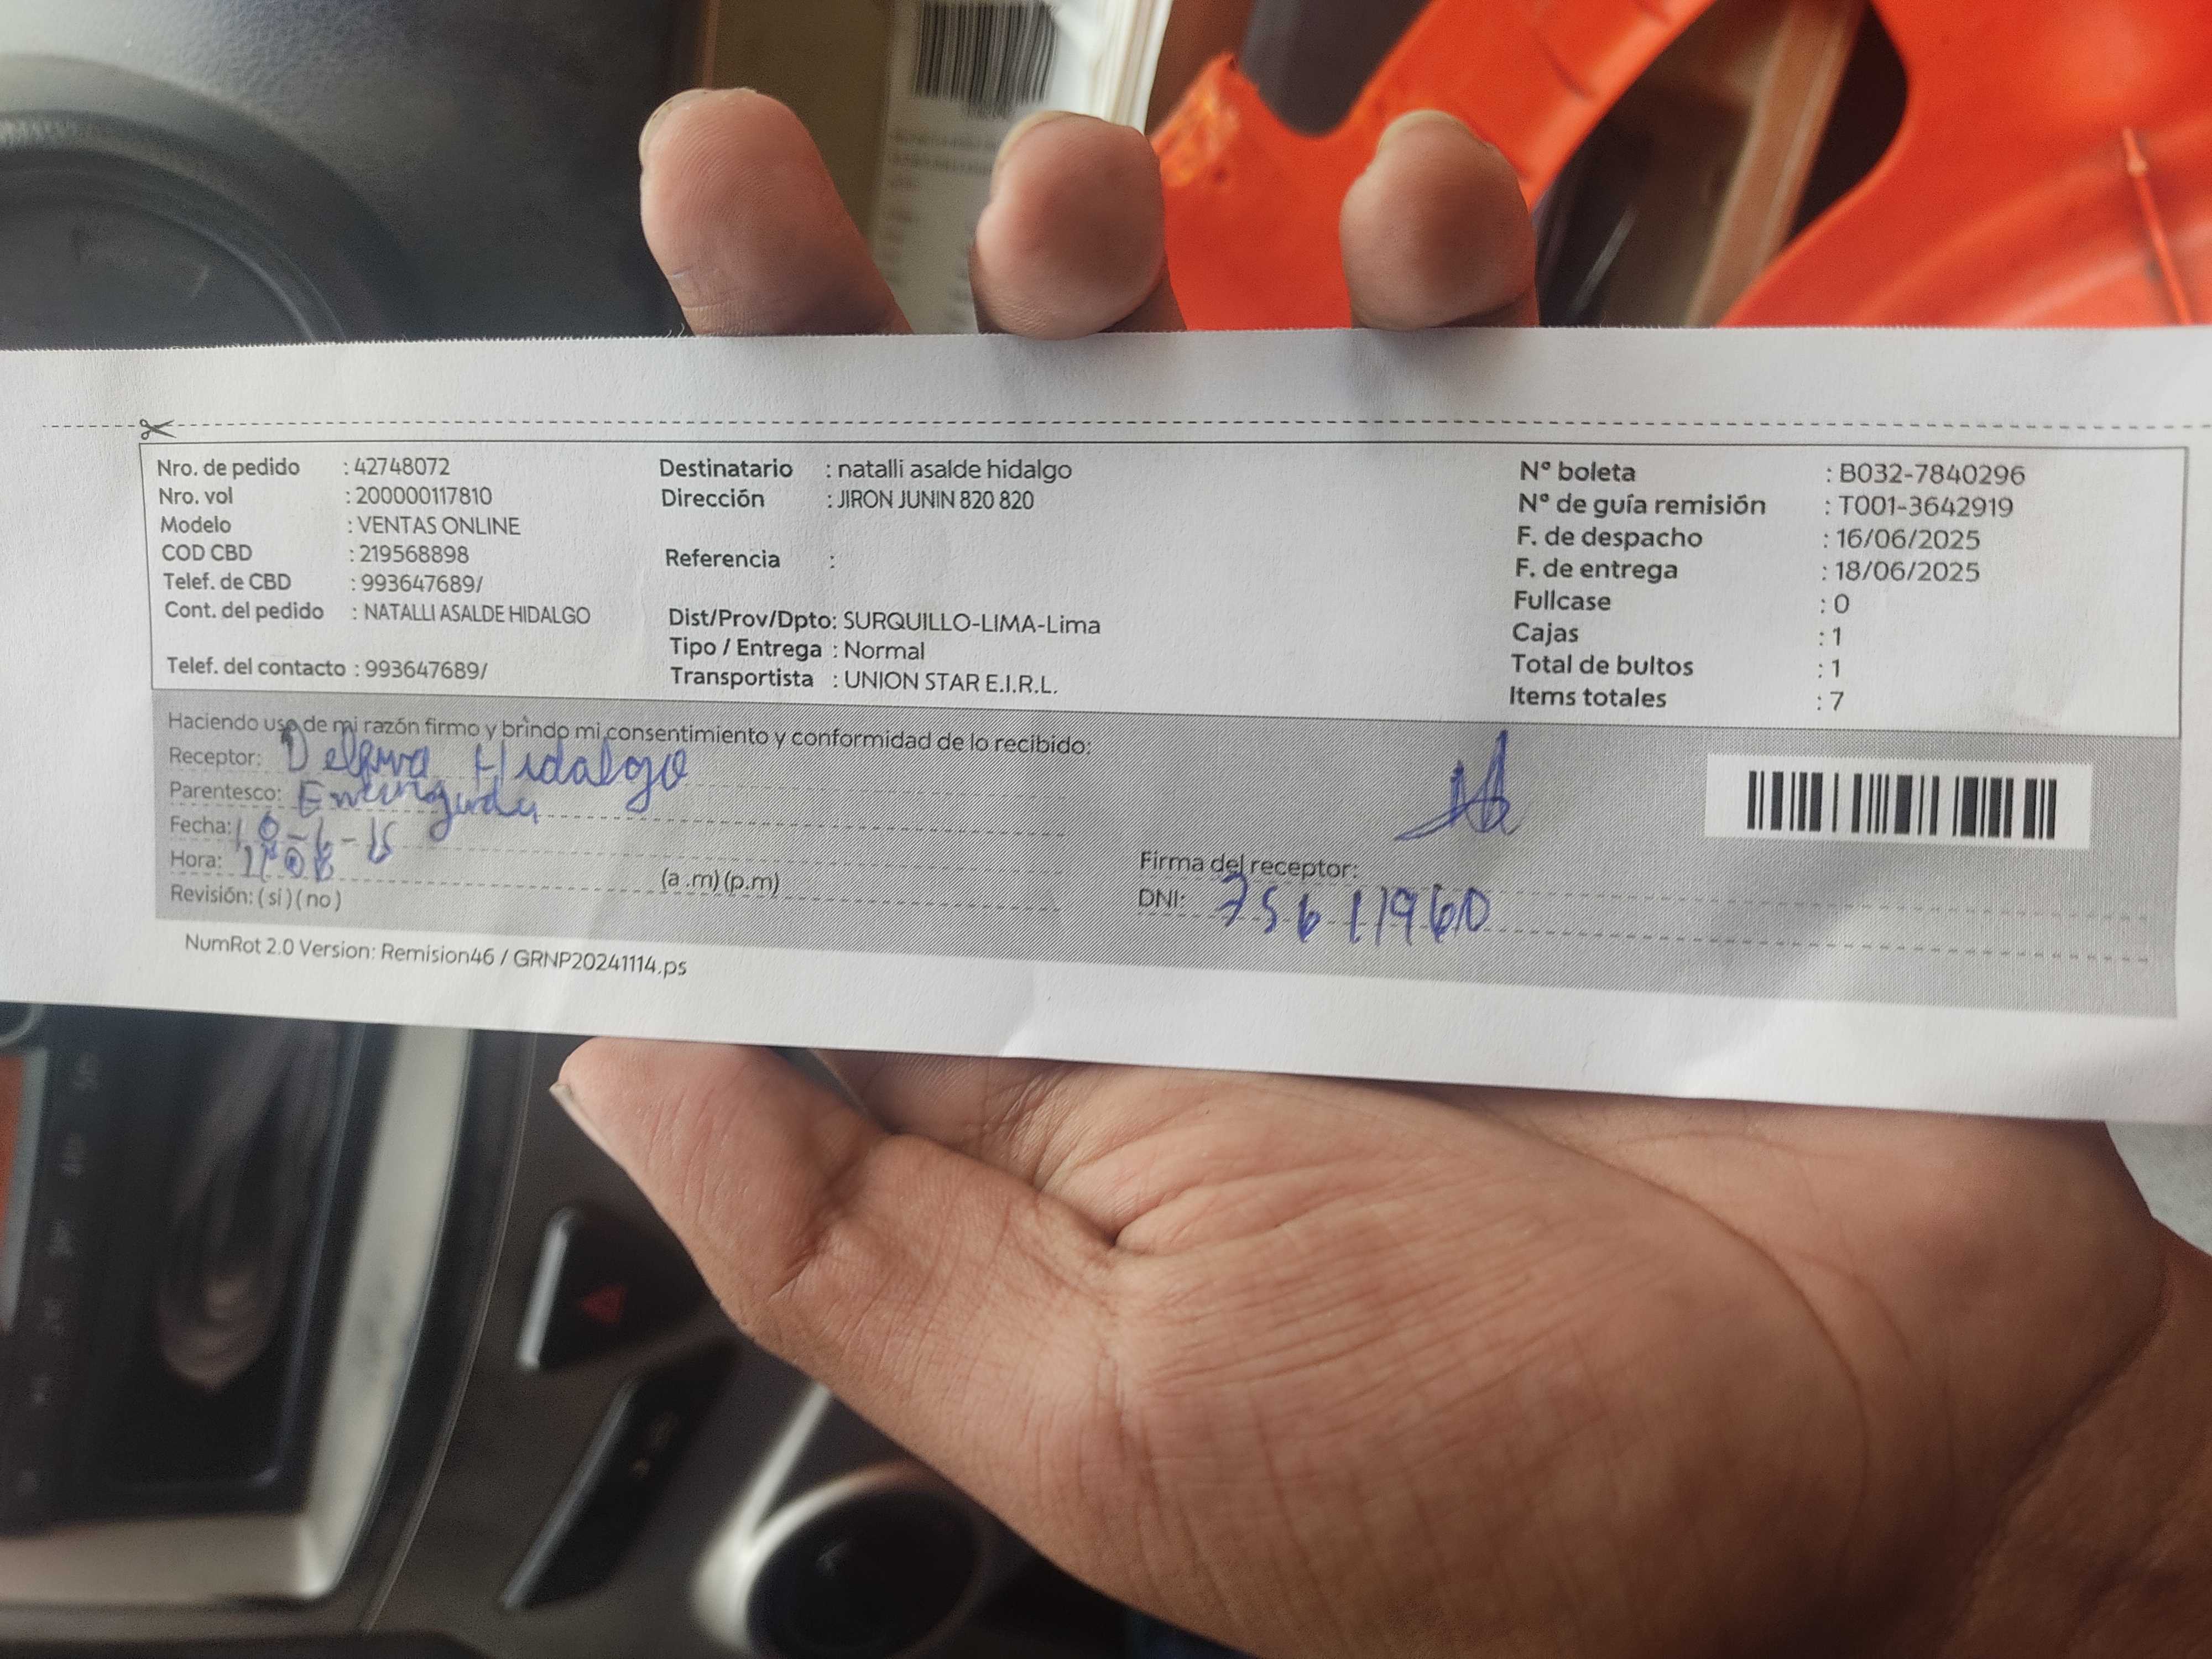 Nro. de pedido : 42748072
Nro. vol : 200000117810
Modelo : VENTAS ONLINE
COD CBD : 219568898
Telef. de CBD : 993647689/
Cont. del pedido : NATALLI ASALDE HIDALGO
Telef. del contacto : 993647689/
Destinatario : natalli asalde hidalgo
Dirección : JIRON JUNIN 820 820
Referencia :
Dist/Prov/Dpto: SURQUILLO-LIMA-Lima
Tipo / Entrega : Normal
Transportista : UNION STAR E.I.R.L.
Nº boleta : B032-7840296
Nº de guía remisión : T001-3642919
F. de despacho : 16/06/2025
F. de entrega : 18/06/2025
Fullcase : 0
Cajas : 1
Total de bultos : 1
Items totales : 7
Haciendo uso de mi razón firmo y brindo mi consentimiento y conformidad de lo recibido:
Receptor: Hidalgo
Parentesco:
Fecha:
Hora: (a .m) (p.m)
Revisión: ( si ) ( no )
Firma del receptor:
DNI: 75611960
NumRot 2.0 Version: Remision46 / GRNP20241114.ps